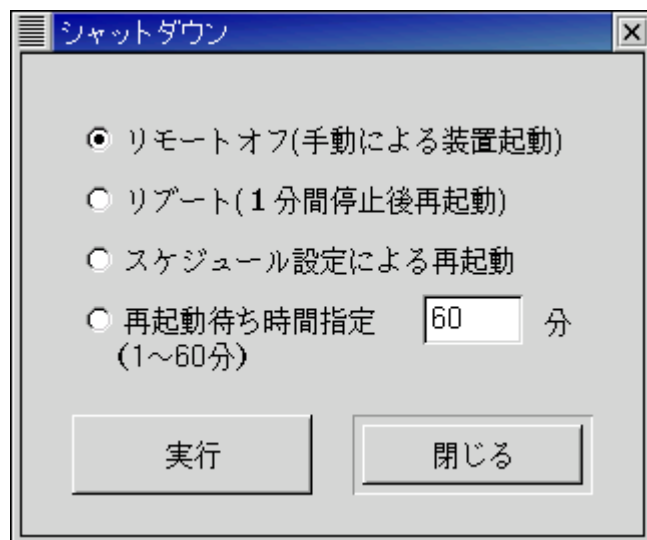 シャットダウン
リモートオフ(手動による装置起動)
リブート(1分間停止後再起動)
スケジュール設定による再起動
再起動待ち時間指定 60 分
(1～60分)
実行 閉じる